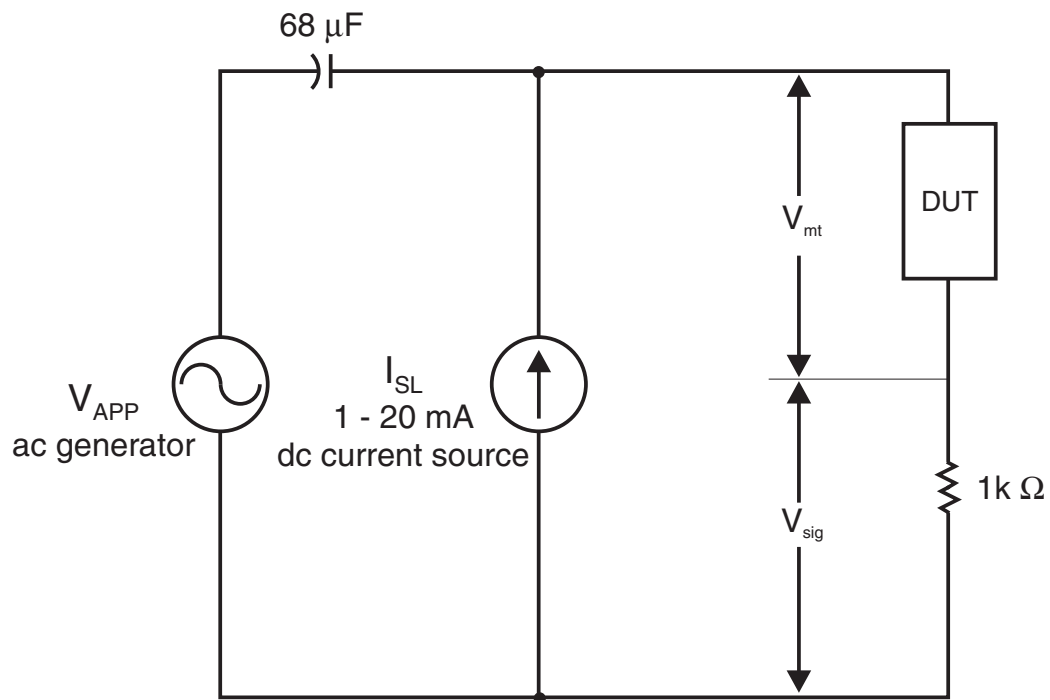 68 μF
DUT
V_mt
V_APP
ac generator
I_SL
1 - 20 mA
dc current source
1k Ω
V_sig